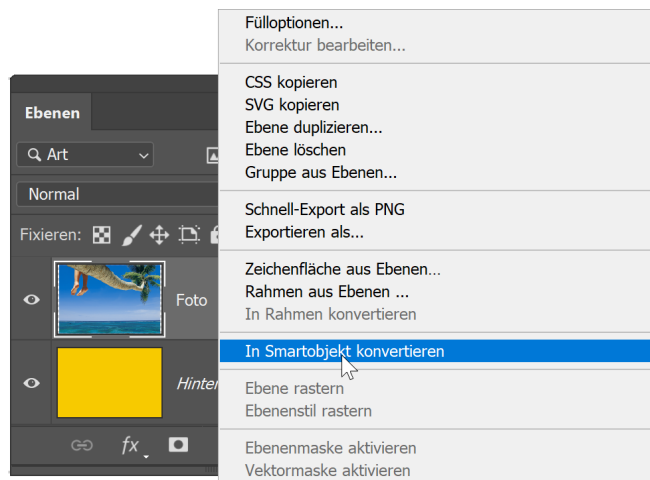 Fülloptionen...
Korrektur bearbeiten...
CSS kopieren
SVG kopieren
Ebene duplizieren...
Ebene löschen
Gruppe aus Ebenen...
Schnell-Export als PNG
Exportieren als...
Zeichenfläche aus Ebenen...
Rahmen aus Ebenen ...
In Rahmen konvertieren
In Smartobjekt konvertieren
Ebene rastern
Ebenenstil rastern
Ebenenmaske aktivieren
Vektormaske aktivieren
Ebenen
Art
Normal
Fixieren:
Foto
Hinter
fx